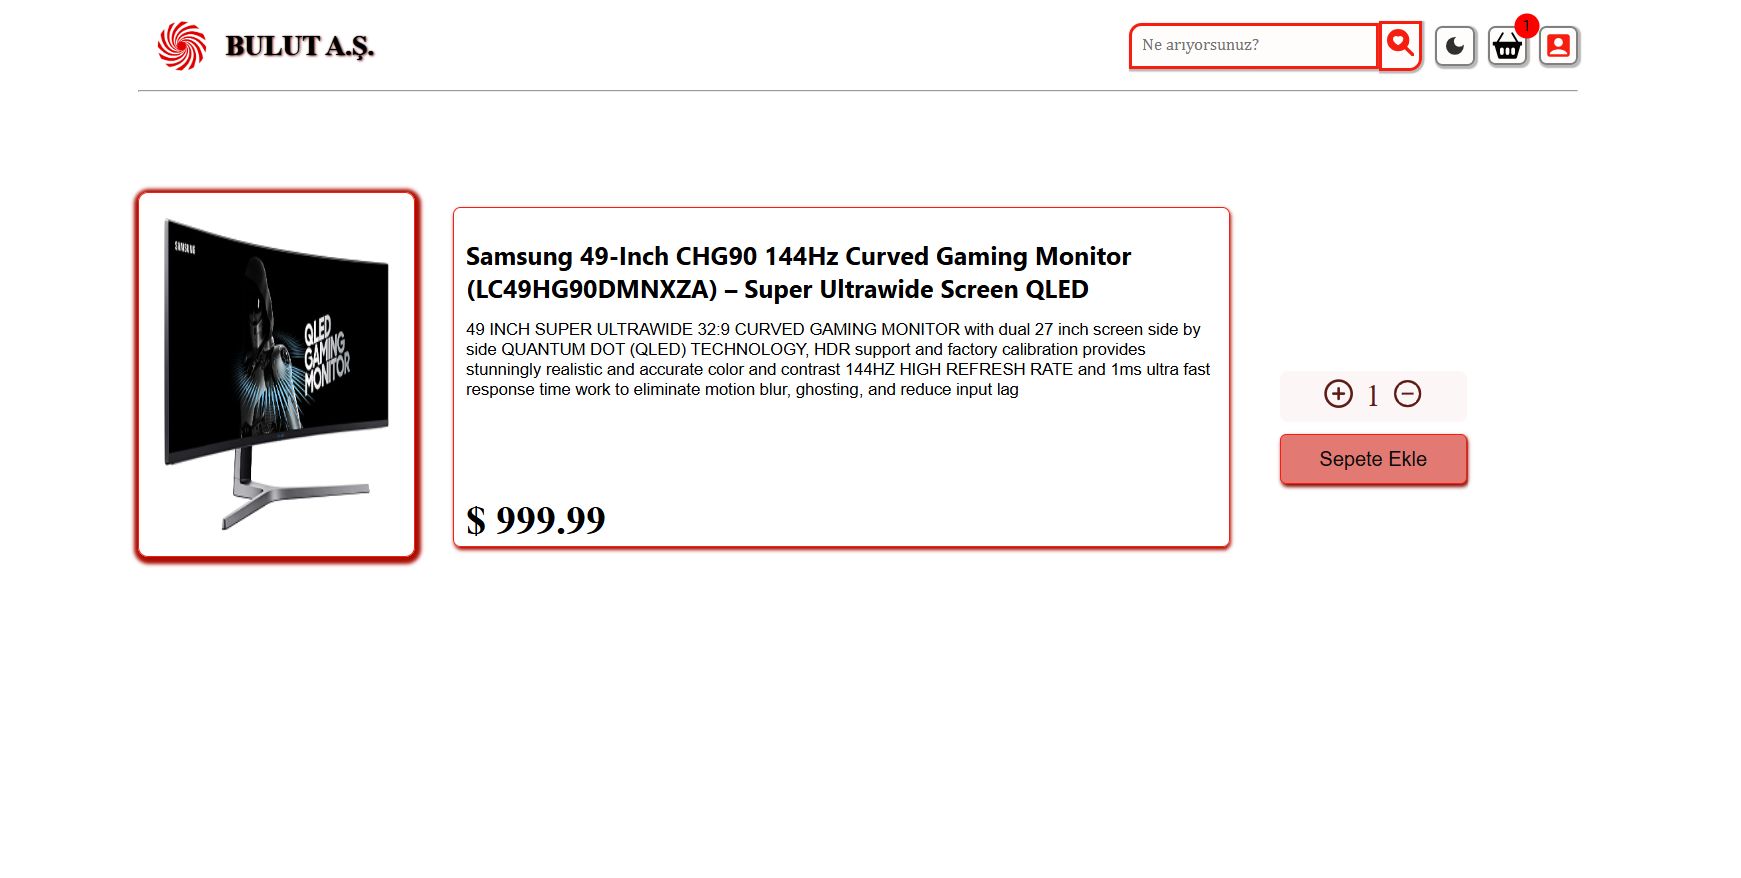 BULUT A.Ş.
Ne arıyorsunuz?
1
SAMSUNG
QLED
GAMING
MONITOR
Samsung 49-Inch CHG90 144Hz Curved Gaming Monitor
(LC49HG90DMNXZA) – Super Ultrawide Screen QLED
49 INCH SUPER ULTRAWIDE 32:9 CURVED GAMING MONITOR with dual 27 inch screen side by
side QUANTUM DOT (QLED) TECHNOLOGY, HDR support and factory calibration provides
stunningly realistic and accurate color and contrast 144HZ HIGH REFRESH RATE and 1ms ultra fast
response time work to eliminate motion blur, ghosting, and reduce input lag
$ 999.99
1
Sepete Ekle